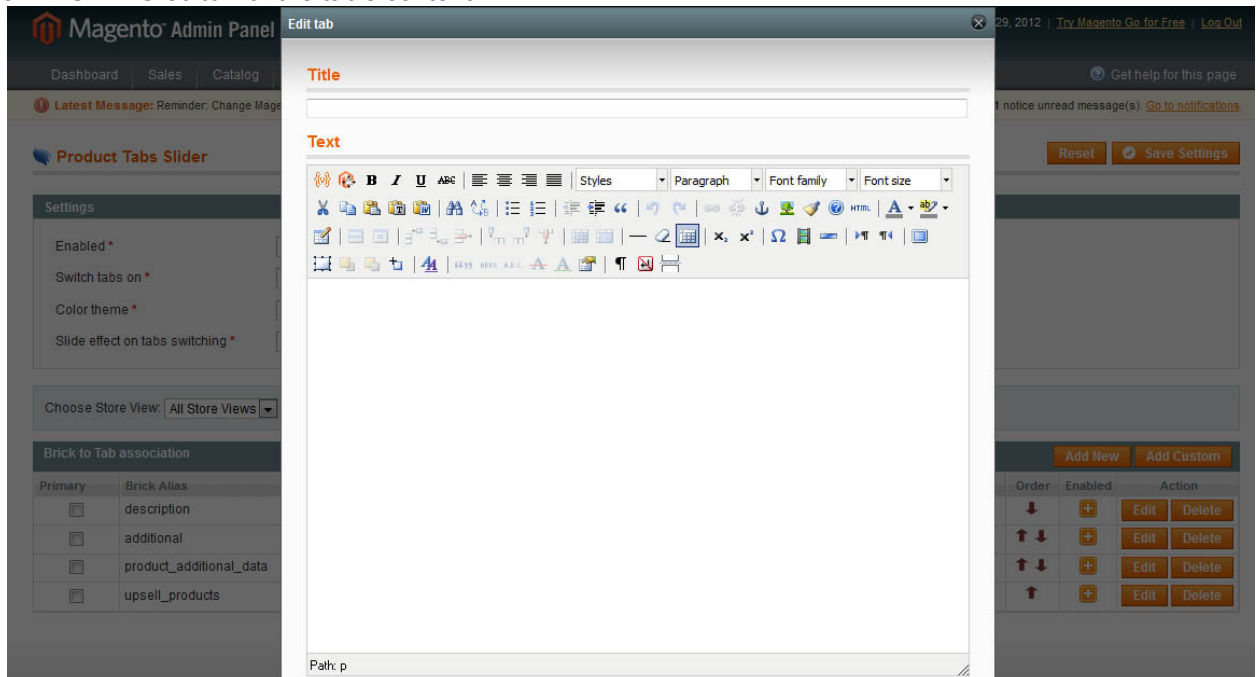 Magento Admin Panel
Edit tab
29, 2012 | Try Magento Go for Free | Log Out
Dashboard Sales Catalog
Get help for this page
Latest Message: Reminder: Change Mage
1 notice unread message(s). Go to notifications
Title
Text
Product Tabs Slider
Reset Save Settings
B I U ABC Styles Paragraph Font family Font size
HTML
Settings
Enabled *
Switch tabs on *
Color theme *
Slide effect on tabs switching *
Choose Store View: All Store Views
Brick to Tab association
Add New Add Custom
Primary Brick Alias Order Enabled Action
description Edit Delete
additional Edit Delete
product_additional_data Edit Delete
upsell_products Edit Delete
Path: p